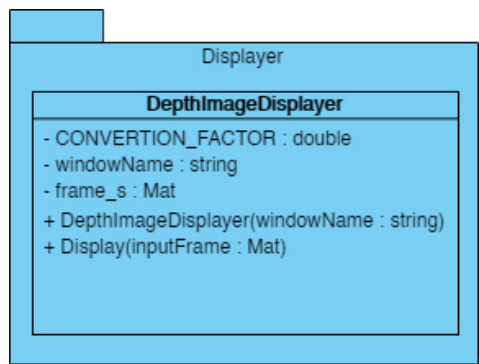 Displayer
DepthImageDisplayer
- CONVERTION_FACTOR : double
- windowName : string
- frame_s : Mat
+ DepthImageDisplayer(windowName : string)
+ Display(inputFrame : Mat)